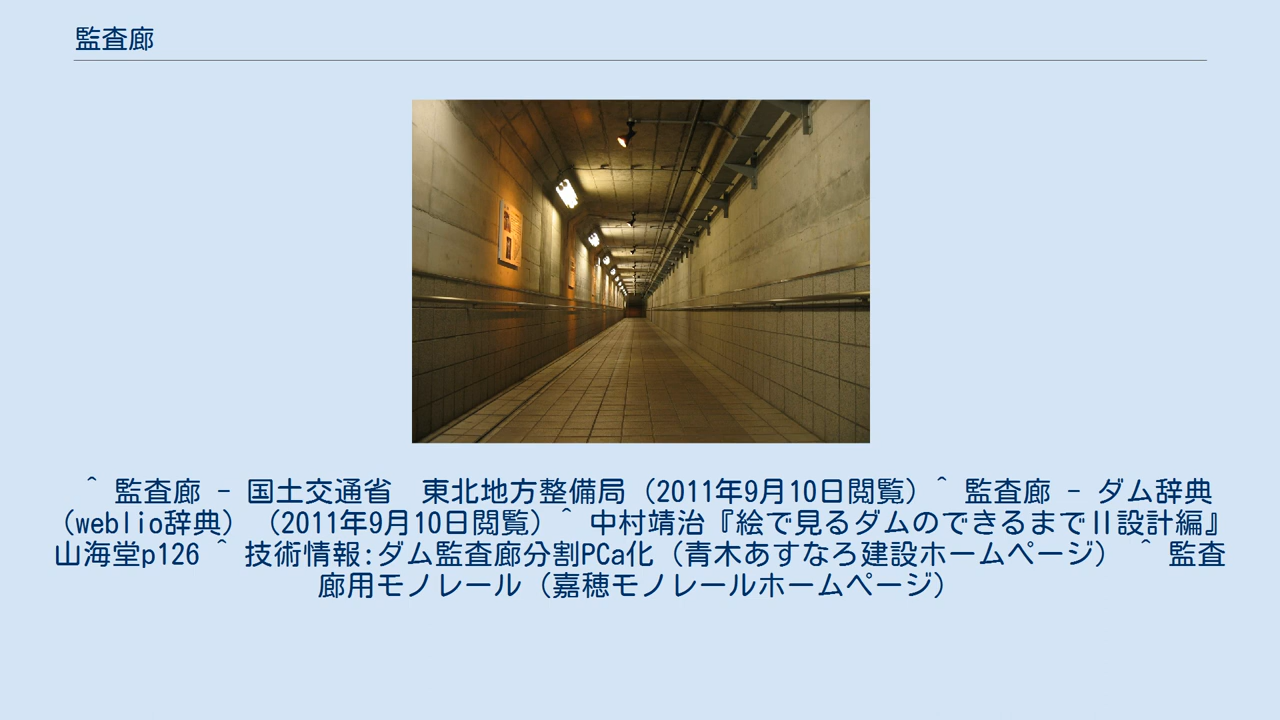 監査廊
^ 監査廊 - 国土交通省　東北地方整備局（2011年9月10日閲覧）^ 監査廊 - ダム辞典
（weblio辞典）（2011年9月10日閲覧）^ 中村靖治『絵で見るダムのできるまでⅡ設計編』
山海堂p126 ^ 技術情報:ダム監査廊分割PCa化（青木あすなろ建設ホームページ） ^ 監査
廊用モノレール（嘉穂モノレールホームページ）